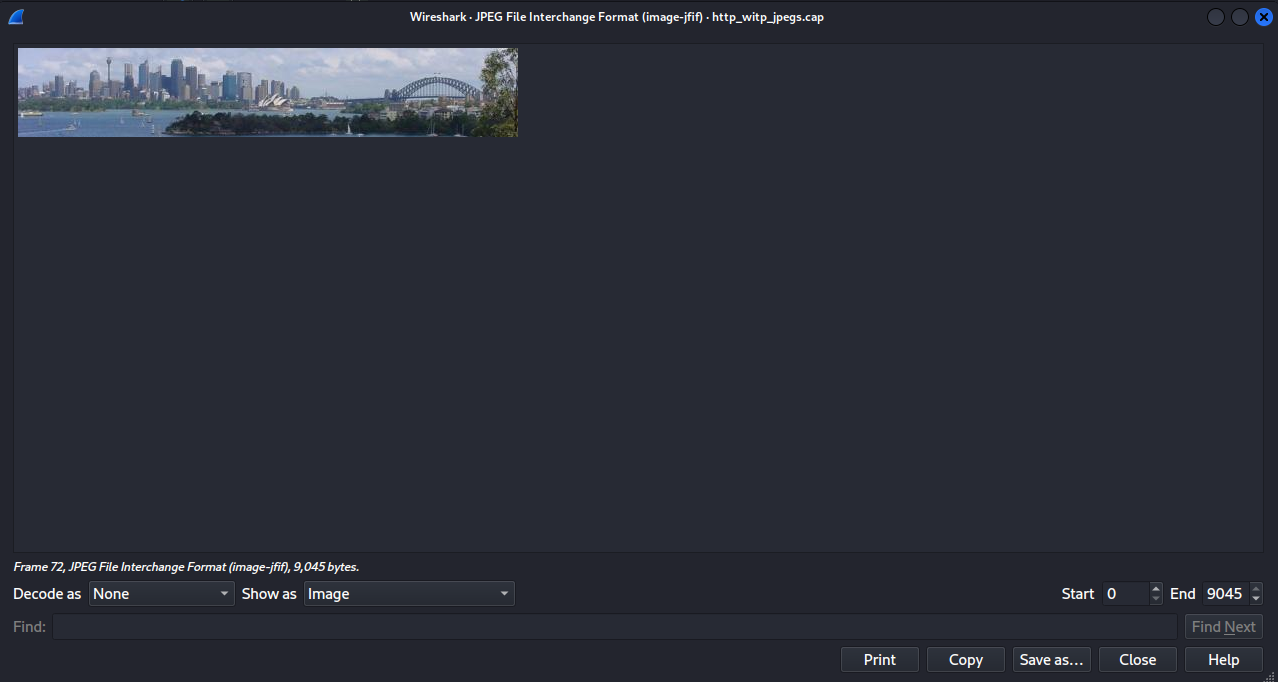 Wireshark · JPEG File Interchange Format (image-jfif) · http_witp_jpegs.cap
Frame 72, JPEG File Interchange Format (image-jfif), 9,045 bytes.
Decode as None Show as Image Start 0 End 9045
Find: Find Next
Print Copy Save as... Close Help